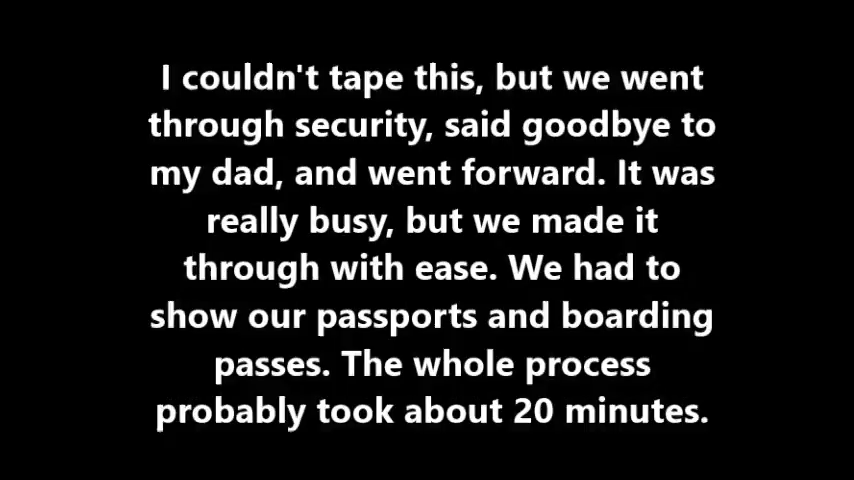 I couldn't tape this, but we went
through security, said goodbye to
my dad, and went forward. It was
really busy, but we made it
through with ease. We had to
show our passports and boarding
passes. The whole process
probably took about 20 minutes.